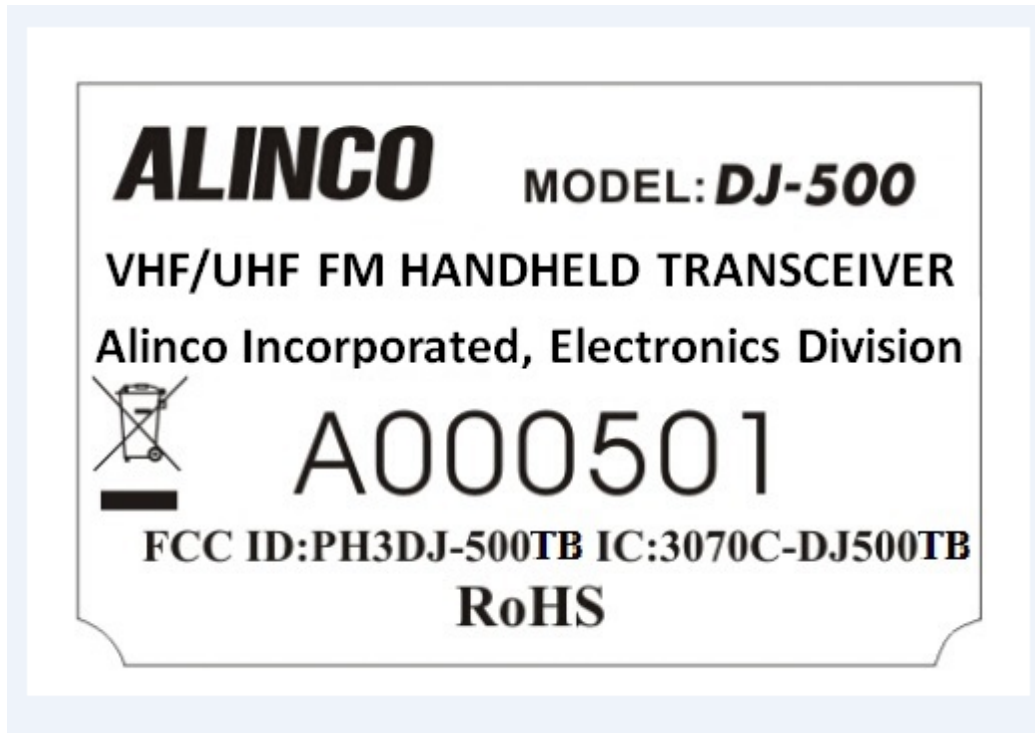 ALINCO MODEL: DJ-500
VHF/UHF FM HANDHELD TRANSCEIVER
Alinco Incorporated, Electronics Division
A000501
FCC ID:PH3DJ-500TB IC:3070C-DJ500TB
RoHS